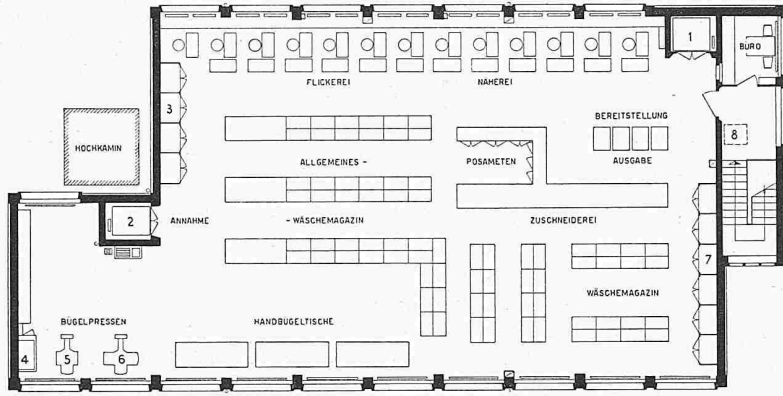 1
BURO
FLICKEREI
NÄHEREI
3
BEREITSTELLUNG
8
HOCHKAMIN
ALLGEMEINES -
POSAMETEN
AUSGABE
2
ANNAHME
- WÄSCHEMAGAZIN
ZUSCHNEIDEREI
7
WÄSCHEMAGAZIN
BÜGELPRESSEN
HANDBÜGELTISCHE
4
5
6